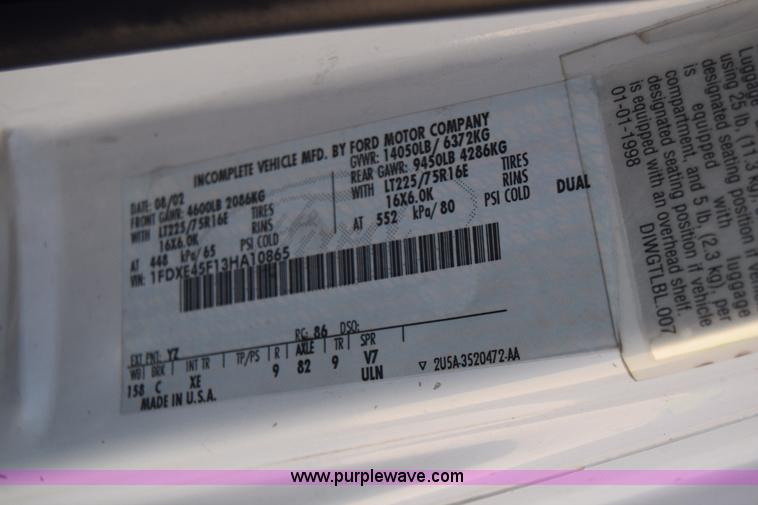 INCOMPLETE VEHICLE MFD. BY FORD MOTOR COMPANY
DATE: 08/02 GVWR: 14050LB/ 6372KG
FRONT GAWR: 4600LB 2086KG REAR GAWR: 9450LB 4286KG
WITH LT225/75R16E TIRES WITH LT225/75R16E TIRES
16X6.0K RINS 16X6.0K RINS DUAL
AT 448 kPa/ 65 PSI COLD AT 552 kPa/ 80 PSI COLD
VIN: 1FDXE45F13HA10865
EXT PNT: YZ RC: 86 DSO:
WB BRK INT TR TP/PS R AXLE TR SPR
158 C XE 9 82 9 V7
ULN
MADE IN U.S.A.
▽ 2U5A-3520472-AA
Luggage
using 25 lb. (11.3 kg)
designated seating position if vehicle
is equipped with luggage
compartment, and 5 lb. (2.3 kg), per
designated seating position if vehicle
is equipped with an overhead shelf.
01-01-1998 DIWGTLBL.007
www.purplewave.com